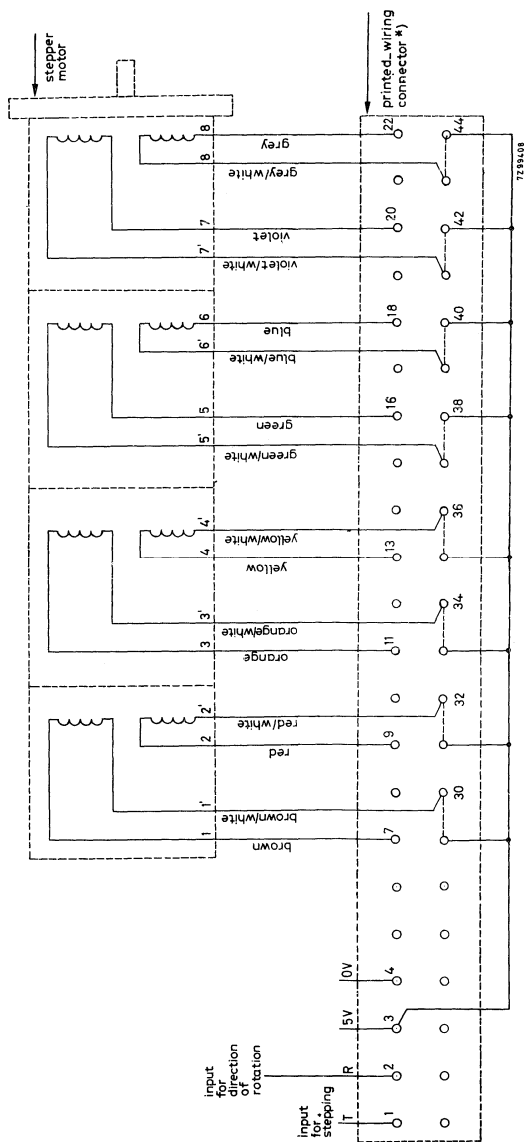 stepper
motor
8
8'
7
7'
6
6'
5
5'
4'
4
3'
3
2'
2
1'
1
grey
grey/white
violet
violet/white
blue
blue/white
green
green/white
yellow/white
yellow
orange/white
orange
red/white
red
brown/white
brown
printed_wiring
connector *)
22
20
18
16
13
11
9
7
4
3
2
1
44
42
40
38
36
34
32
30
0V
5V
R
T
input
for
direction
of
rotation
input
for
stepping
7Z99408